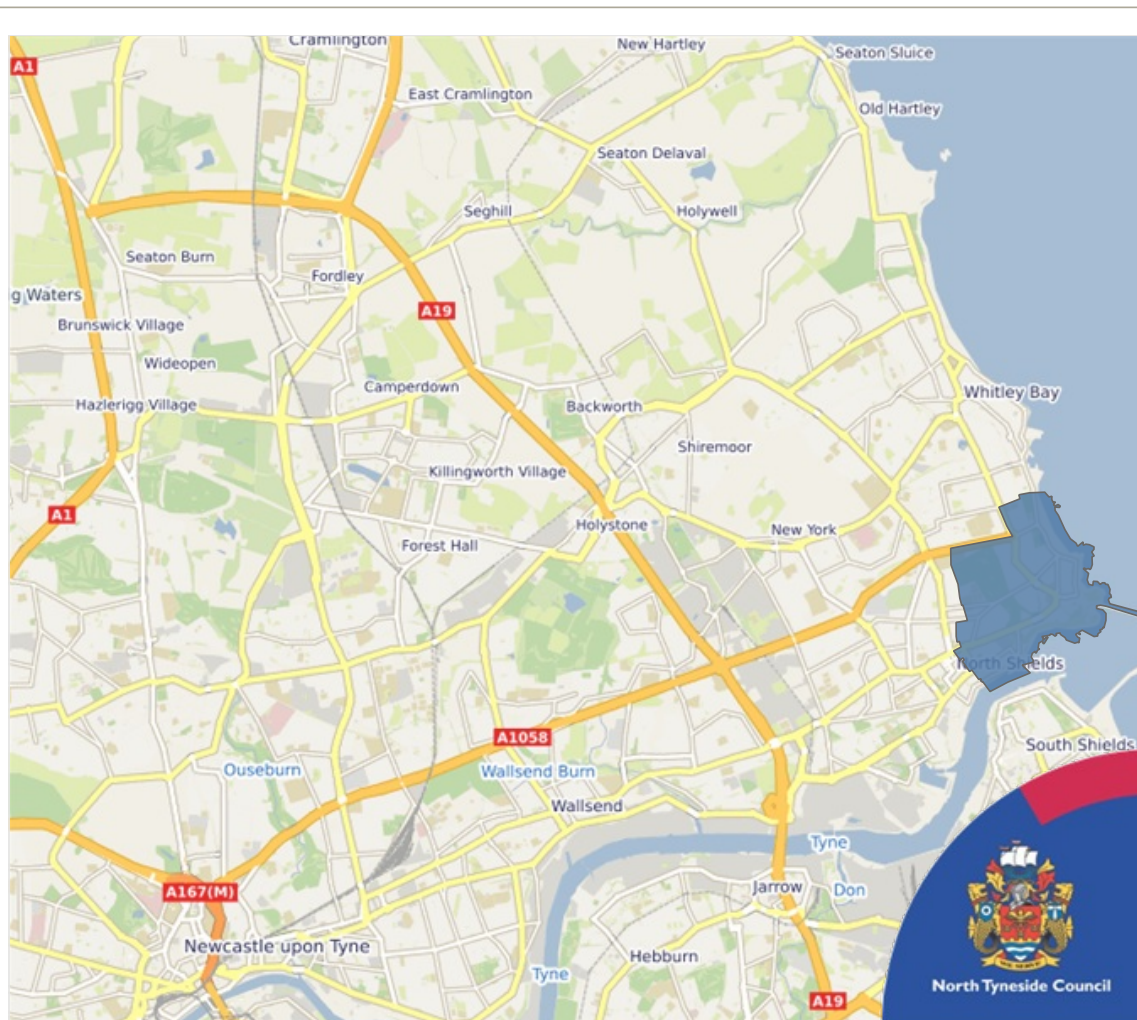 Cramlington
New Hartley
Seaton Sluice
A1
East Cramlington
Old Hartley
Seaton Delaval
Seghill
Holywell
Seaton Burn
Fordley
g Waters
A19
Brunswick Village
Wideopen
Camperdown
Whitley Bay
Hazlerigg Village
Backworth
Shiremoor
Killingworth Village
A1
Holystone
New York
Forest Hall
North Shields
A1058
South Shields
Ouseburn
Wallsend Burn
Wallsend
Tyne
A167(M)
Jarrow
Don
Newcastle upon Tyne
Hebburn
Tyne
North Tyneside Council
A19